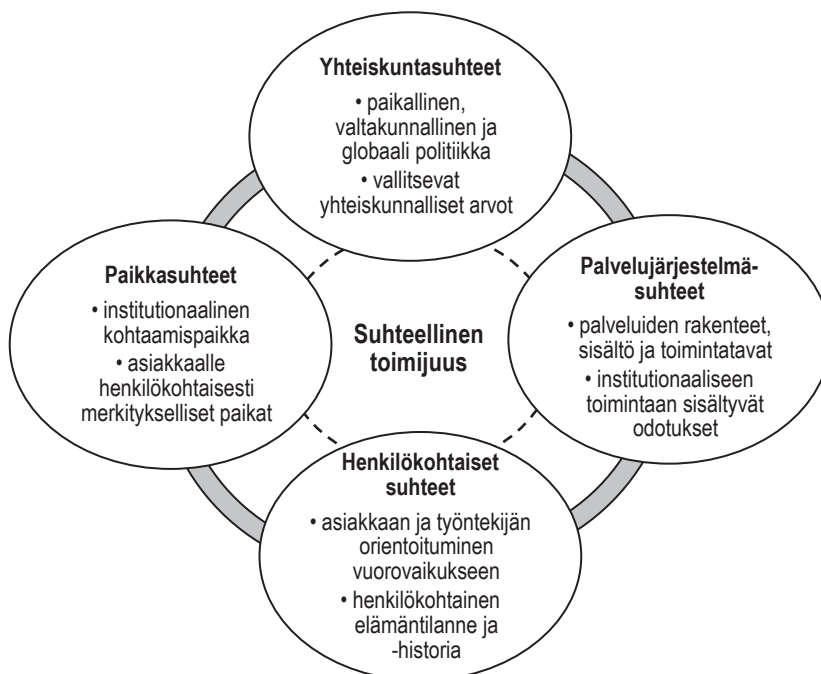 Yhteiskuntasuhteet
• paikallinen,
valtakunnallinen ja
globaali politiikka
• vallitsevat
yhteiskunnalliset arvot
Paikkasuhteet
• institutionaalinen
kohtaamispaikka
• asiakkaalle
henkilökohtaisesti
merkitykselliset paikat
Suhteellinen
toimijuus
Palvelujärjestelmä-
suhteet
• palveluiden rakenteet,
sisältö ja toimintatavat
• institutionaaliseen
toimintaan sisältyvät
odotukset
Henkilökohtaiset
suhteet
• asiakkaan ja työntekijän
orientoituminen
vuorovaikukseen
• henkilökohtainen
elämäntilanne ja
-historia